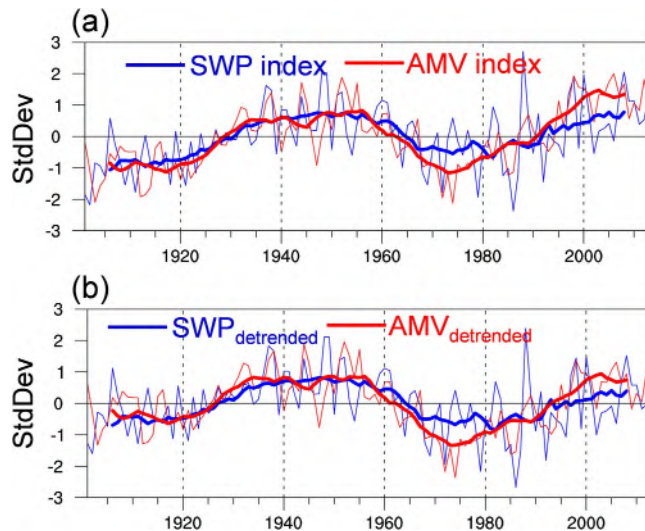 (a)
SWP index AMV index
StdDev
3
2
1
0
-1
-2
-3
1920 1940 1960 1980 2000
(b)
SWPdetrended AMVdetrended
StdDev
3
2
1
0
-1
-2
-3
1920 1940 1960 1980 2000